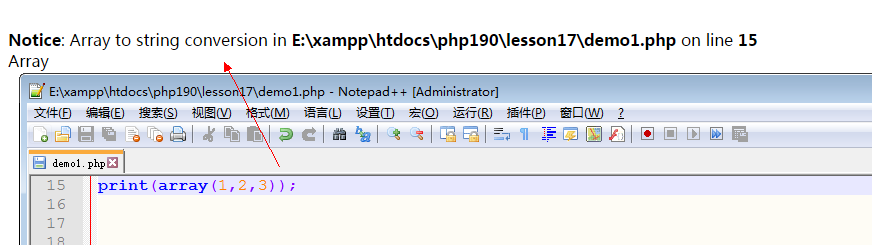 Notice: Array to string conversion in E:\xampp\htdocs\php190\lesson17\demo1.php on line 15
Array
E:\xampp\htdocs\php190\lesson17\demo1.php - Notepad++ [Administrator]
文件(F) 编辑(E) 搜索(S) 视图(V) 格式(M) 语言(L) 设置(T) 宏(O) 运行(R) 插件(P) 窗口(W) ?
demo1.php
15 print(array(1,2,3));
16
17
18